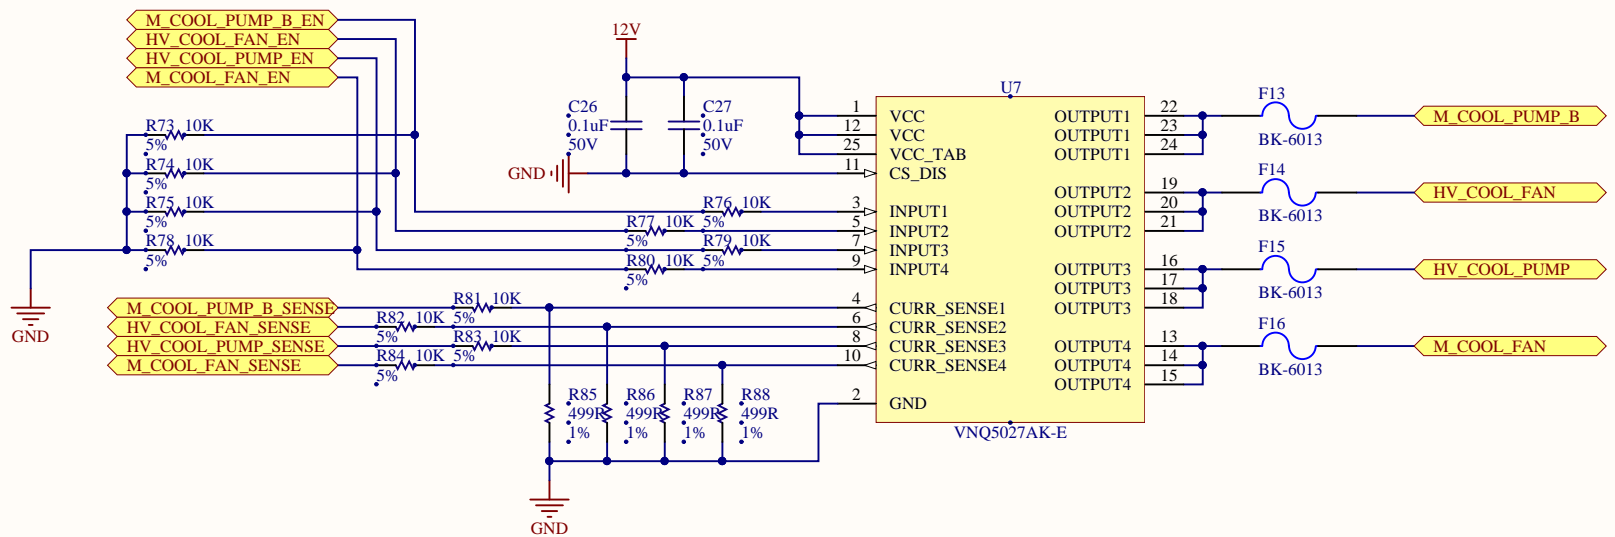 M_COOL_PUMP_B_EN
HV_COOL_FAN_EN
HV_COOL_PUMP_EN
M_COOL_FAN_EN
R73 10K
5%
R74 10K
5%
R75 10K
5%
R78 10K
5%
GND
12V
C26
0.1uF
50V
C27
0.1uF
50V
GND
R76 10K
5%
R77 10K
5%
R79 10K
5%
R80 10K
5%
M_COOL_PUMP_B_SENSE
HV_COOL_FAN_SENSE
HV_COOL_PUMP_SENSE
M_COOL_FAN_SENSE
R81 10K
5%
R82 10K
5%
R83 10K
5%
R84 10K
5%
R85
499R
1%
R86
499R
1%
R87
499R
1%
R88
499R
1%
GND
U7
1 VCC
12 VCC
25 VCC_TAB
11 CS_DIS
3 INPUT1
5 INPUT2
7 INPUT3
9 INPUT4
4 CURR_SENSE1
6 CURR_SENSE2
8 CURR_SENSE3
10 CURR_SENSE4
2 GND
OUTPUT1 22
OUTPUT1 23
OUTPUT1 24
OUTPUT2 19
OUTPUT2 20
OUTPUT2 21
OUTPUT3 16
OUTPUT3 17
OUTPUT3 18
OUTPUT4 13
OUTPUT4 14
OUTPUT4 15
VNQ5027AK-E
F13
BK-6013
M_COOL_PUMP_B
F14
BK-6013
HV_COOL_FAN
F15
BK-6013
HV_COOL_PUMP
F16
BK-6013
M_COOL_FAN